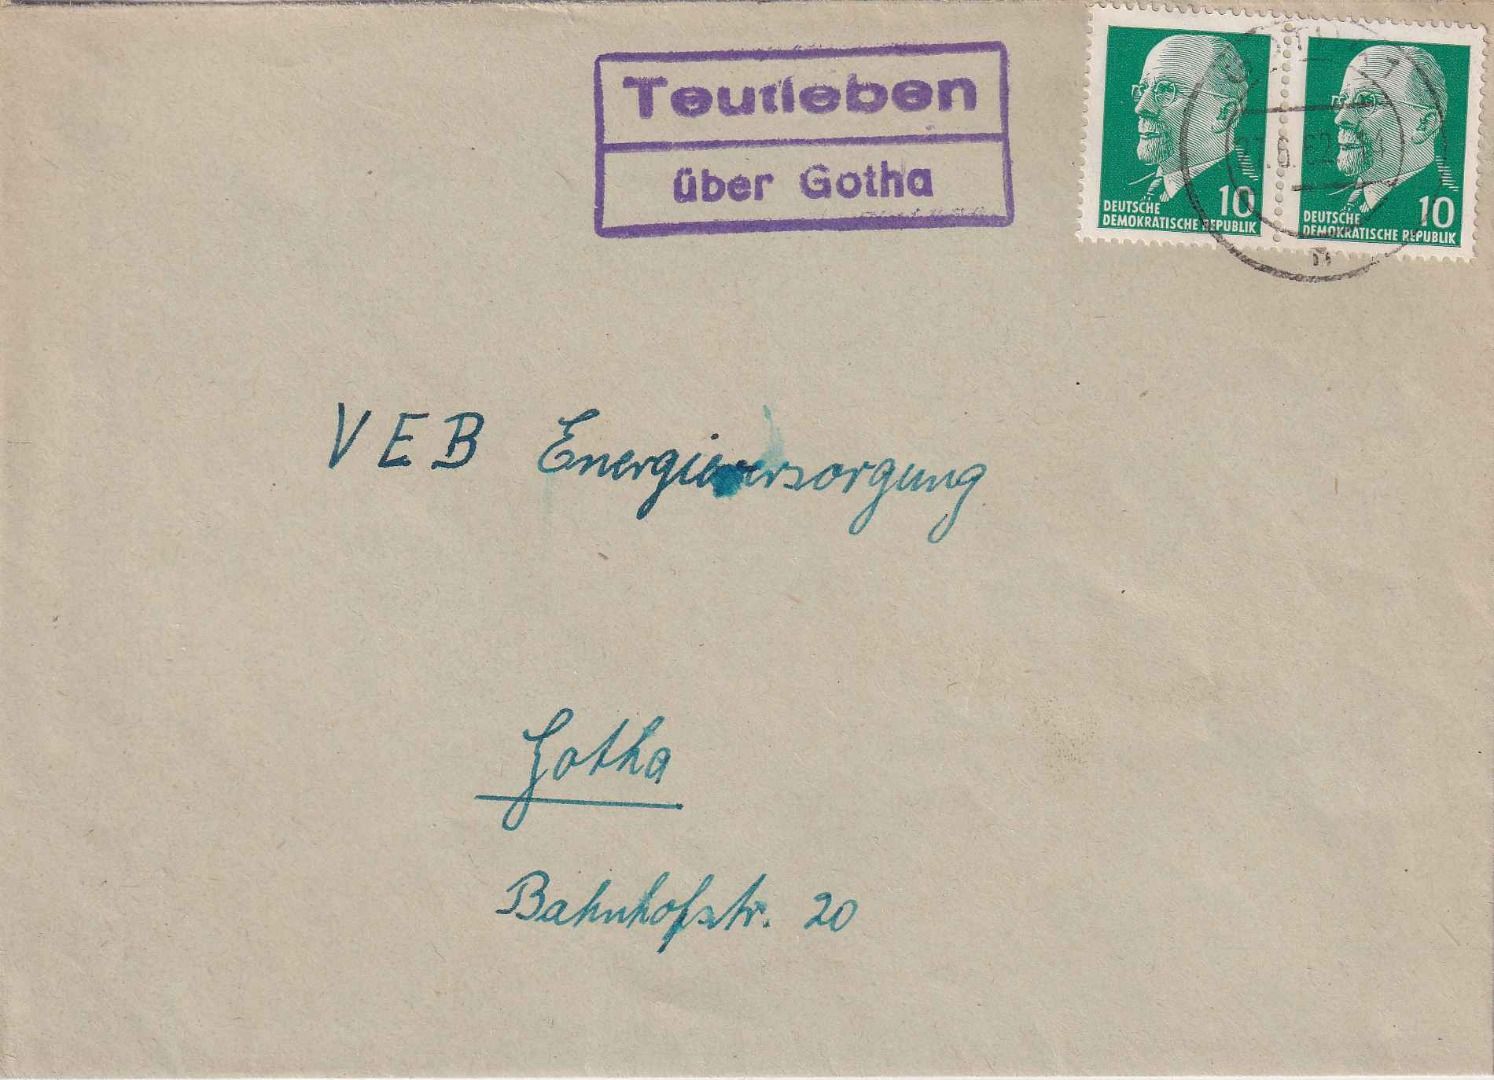 Teutleben
über Gotha
10
DEUTSCHE
DEMOKRATISCHE REPUBLIK
10
DEUTSCHE
DEMOKRATISCHE REPUBLIK
VEB Energieversorgung
Gotha
Bahnhofstr. 20